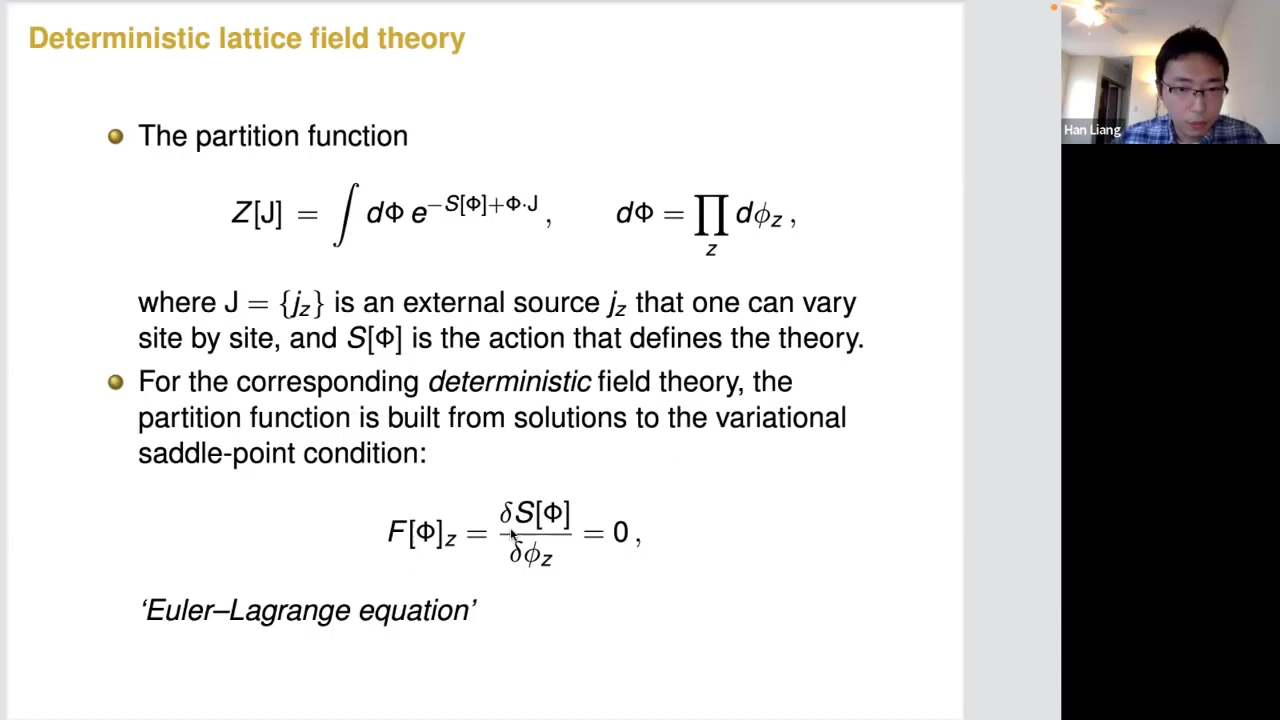 Deterministic lattice field theory
The partition function
Z[J] = ∫ dΦ e^{−S[Φ]+Φ·J} ,  dΦ = ∏_z dϕ_z ,
where J = {j_z} is an external source j_z that one can vary
site by site, and S[Φ] is the action that defines the theory.
For the corresponding deterministic field theory, the
partition function is built from solutions to the variational
saddle-point condition:
F[Φ]_z = δS[Φ]/δϕ_z = 0 ,
‘Euler–Lagrange equation’
Han Liang